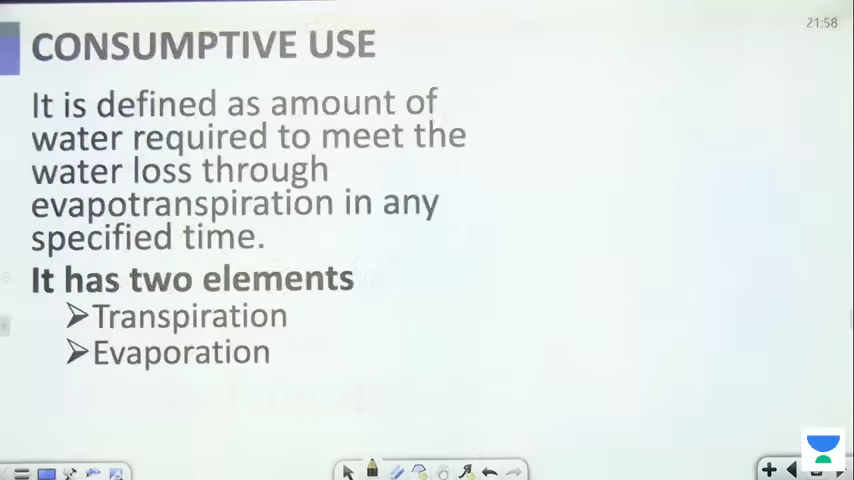 21:58
CONSUMPTIVE USE
It is defined as amount of
water required to meet the
water loss through
evapotranspiration in any
specified time.
It has two elements
➢Transpiration
➢Evaporation